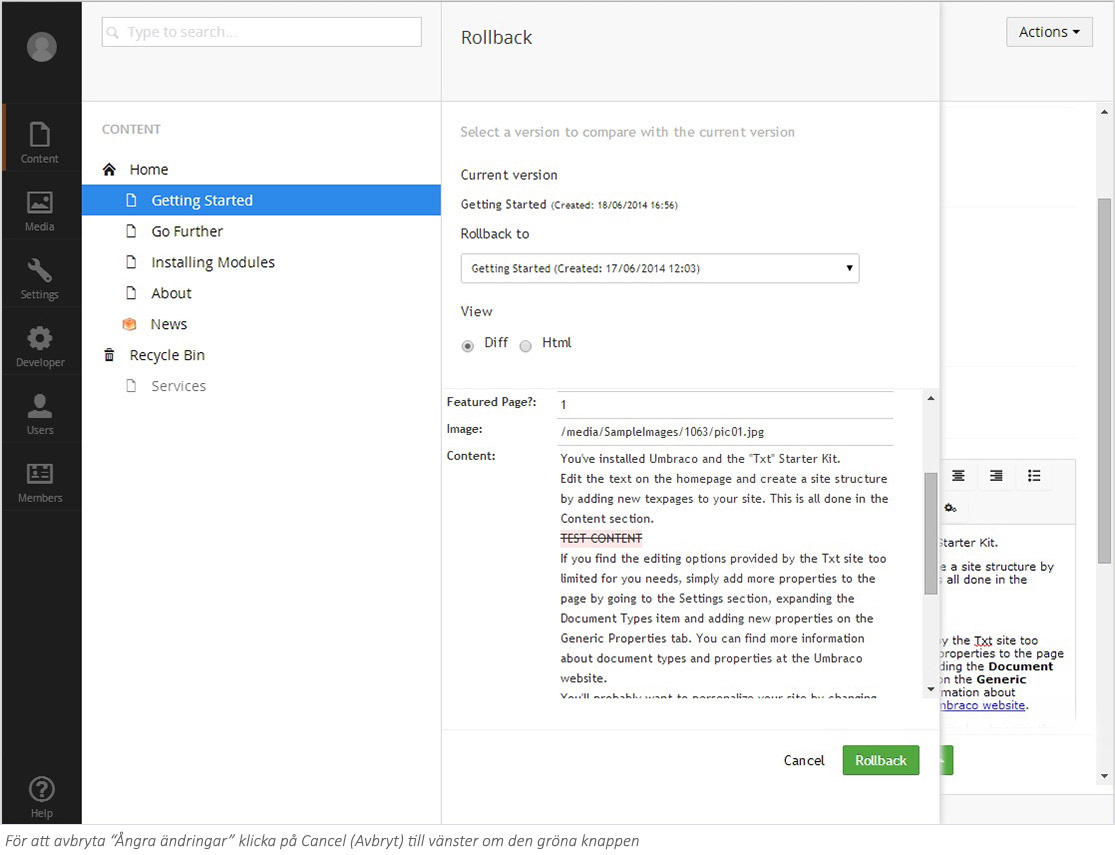 Type to search...
Rollback
Actions
Content
Media
Settings
Developer
Users
Members
Help
CONTENT
Home
Getting Started
Go Further
Installing Modules
About
News
Recycle Bin
Services
Select a version to compare with the current version
Current version
Getting Started (Created: 18/06/2014 16:56)
Rollback to
Getting Started (Created: 17/06/2014 12:03)
View
Diff Html
Featured Page?: 1
Image: /media/SampleImages/1063/pic01.jpg
Content: You've installed Umbraco and the "Txt" Starter Kit.
Edit the text on the homepage and create a site structure
by adding new texpages to your site. This is all done in the
Content section.
TEST CONTENT
If you find the editing options provided by the Txt site too
limited for you needs, simply add more properties to the
page by going to the Settings section, expanding the
Document Types item and adding new properties on the
Generic Properties tab. You can find more information
about document types and properties at the Umbraco
website.
You'll probably want to personalize your site by changing
Cancel Rollback
Starter Kit.
e a site structure by
s all done in the
y the Txt site too
properties to the page
ding the Document
on the Generic
mation about
mbraco website.
För att avbryta “Ångra ändringar” klicka på Cancel (Avbryt) till vänster om den gröna knappen